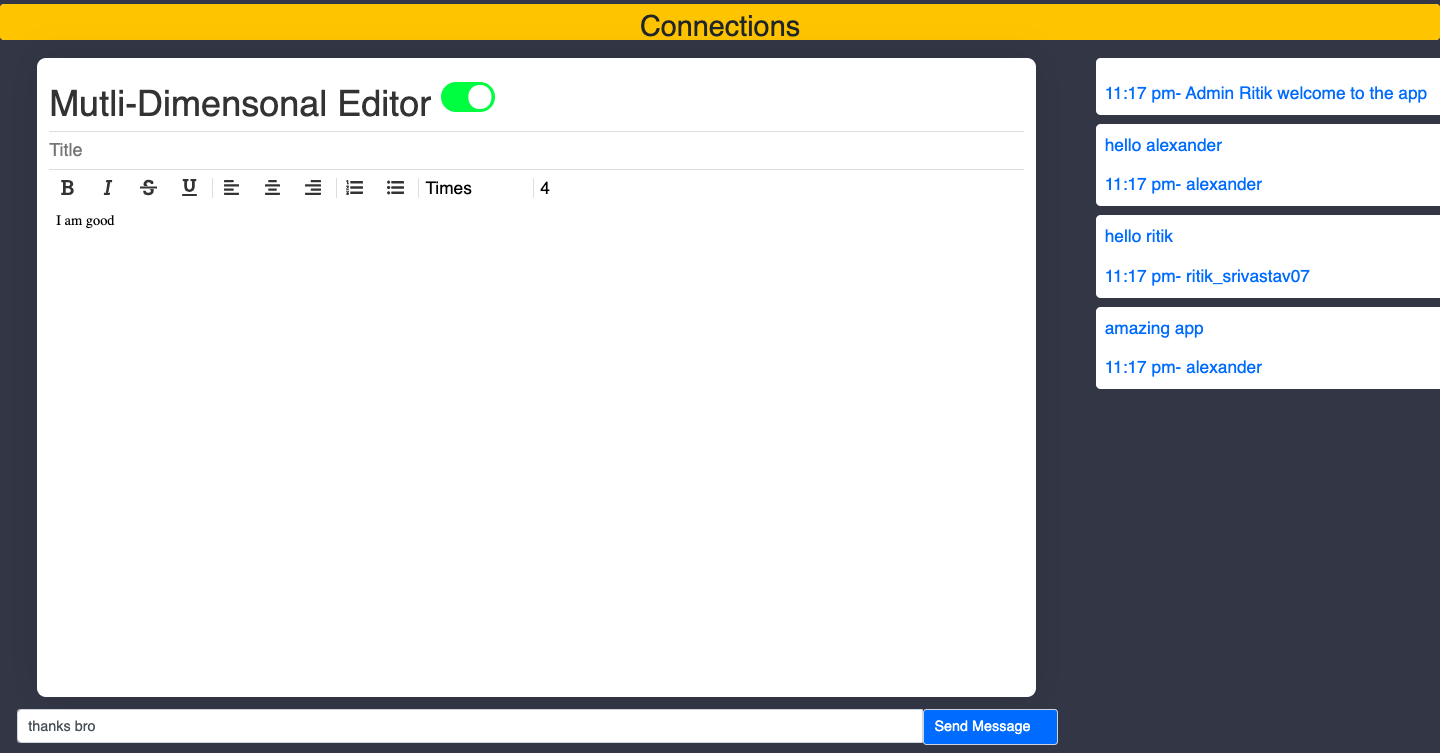 Connections
Mutli-Dimensonal Editor
Title
B I S U Times 4
I am good
11:17 pm- Admin Ritik welcome to the app
hello alexander
11:17 pm- alexander
hello ritik
11:17 pm- ritik_srivastav07
amazing app
11:17 pm- alexander
thanks bro Send Message